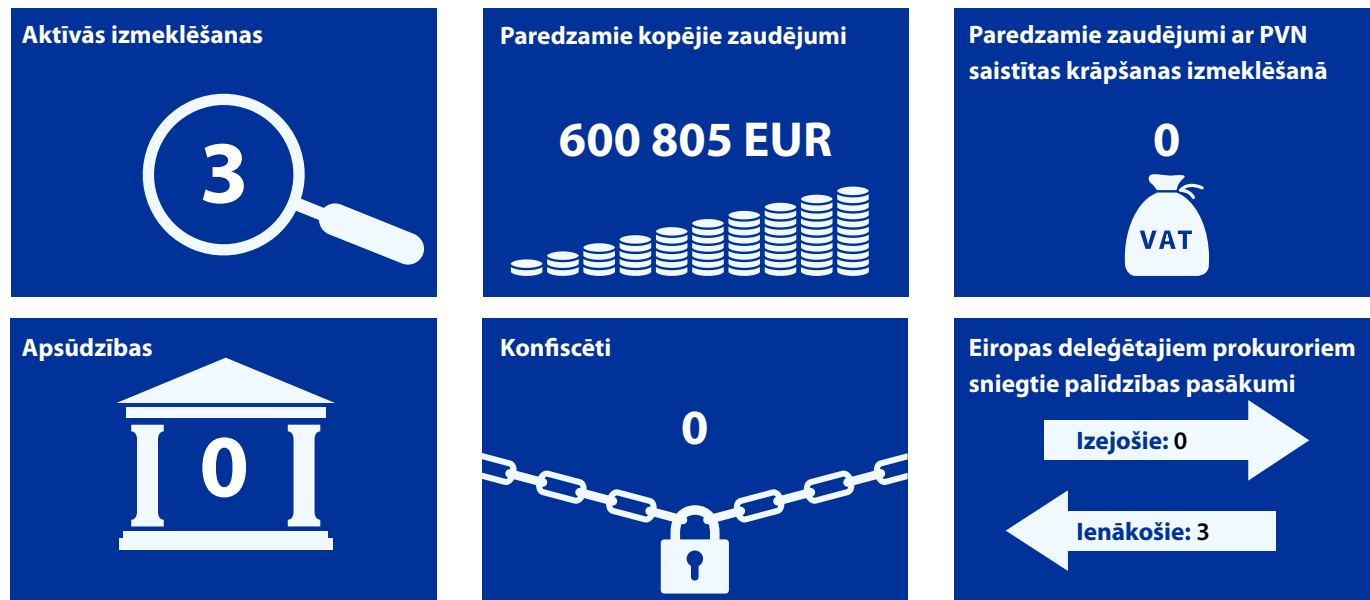 Aktīvās izmeklēšanas
3
Paredzamie kopējie zaudējumi
600 805 EUR
Paredzamie zaudējumi ar PVN
saistītas krāpšanas izmeklēšanā
0
VAT
Apsūdzības
0
Konfiscēti
0
Eiropas deleģētajiem prokuroriem
sniegtie palīdzības pasākumi
Izejošie: 0
Ienākošie: 3